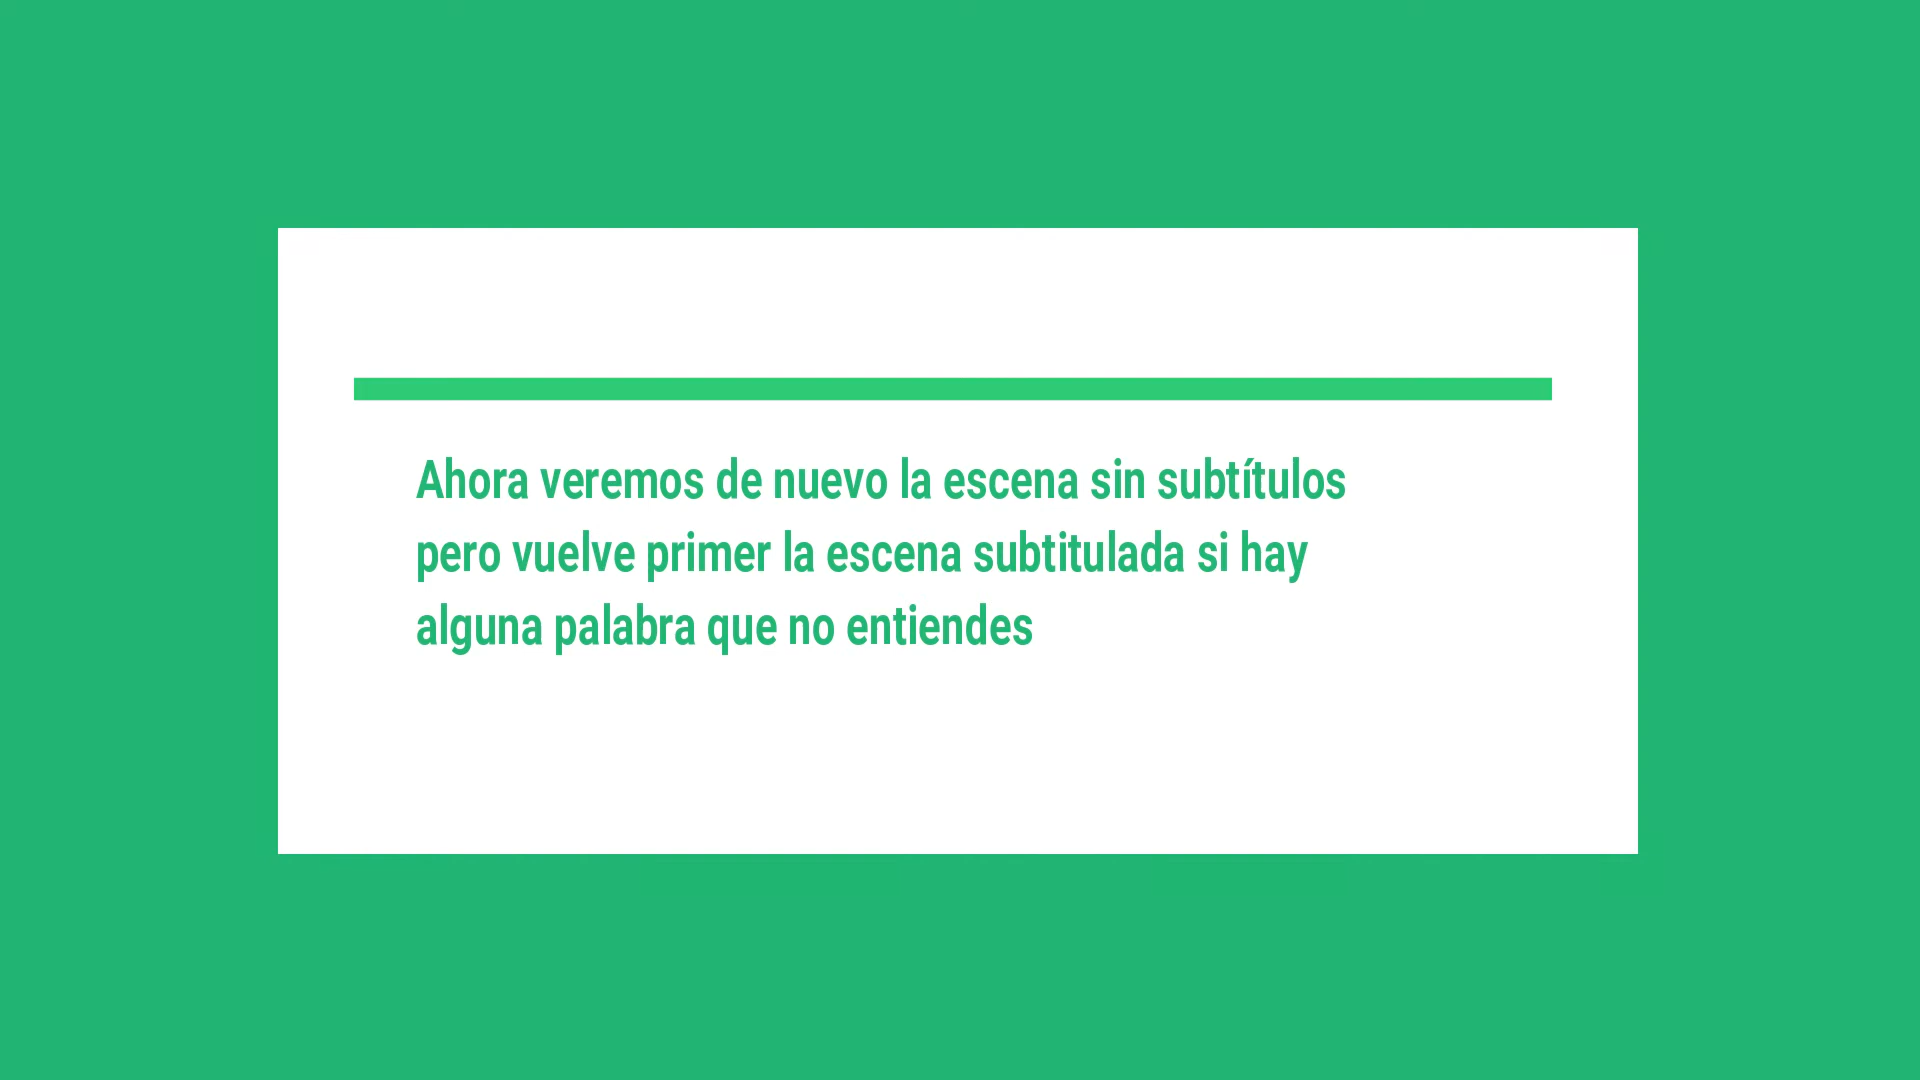 Ahora veremos de nuevo la escena sin subtítulos
pero vuelve primer la escena subtitulada si hay
alguna palabra que no entiendes